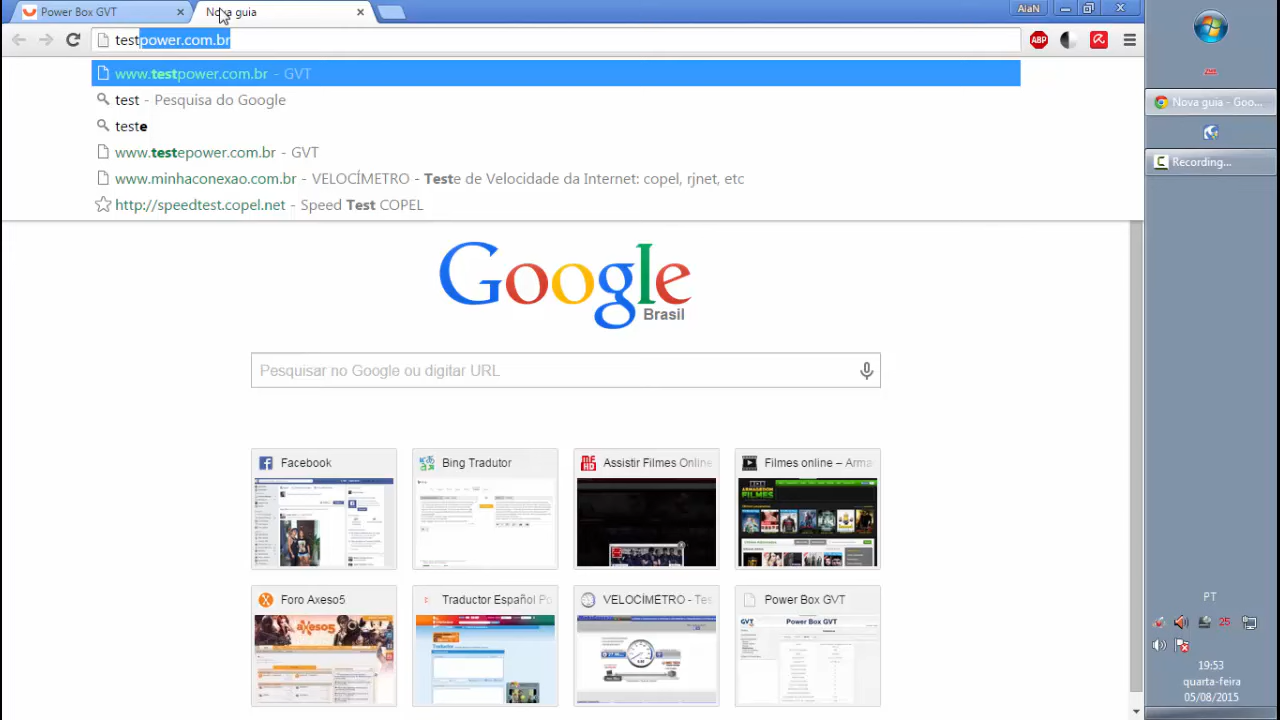 Power Box GVT
Nova guia
AlaN
testpower.com.br
ABP
www.testpower.com.br - GVT
test - Pesquisa do Google
teste
www.testepower.com.br - GVT
www.minhaconexao.com.br - VELOCÍMETRO - Teste de Velocidade da Internet: copel, rjnet, etc
http://speedtest.copel.net - Speed Test COPEL
Google
Brasil
Pesquisar no Google ou digitar URL
Facebook
Bing Tradutor
Assistir Filmes Online
Filmes online – Arma
Foro Axeso5
Traductor Español Po
VELOCÍMETRO - Tes
Power Box GVT
Nova guia - Goo...
Recording...
PT
25
19:53
quarta-feira
05/08/2015